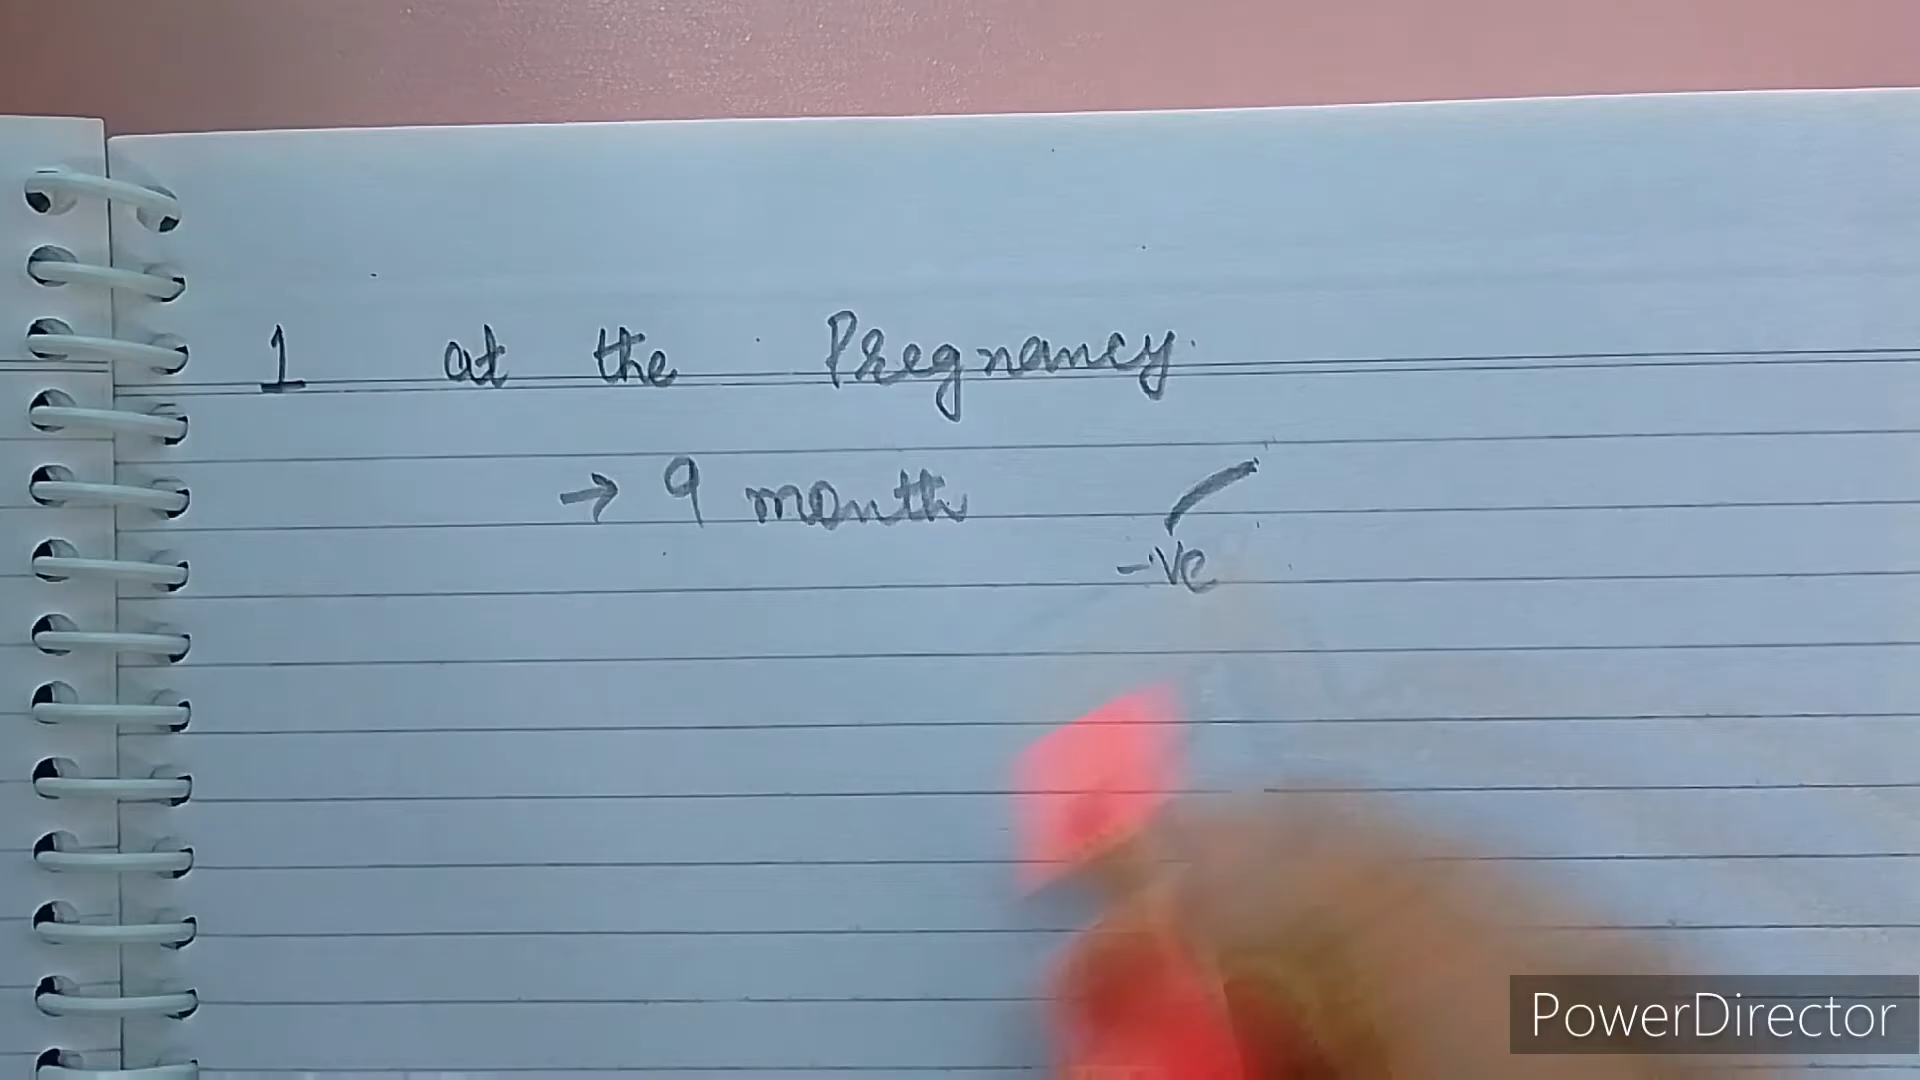 1 at the Pregnancy.
→ 9 month
-ve
PowerDirector